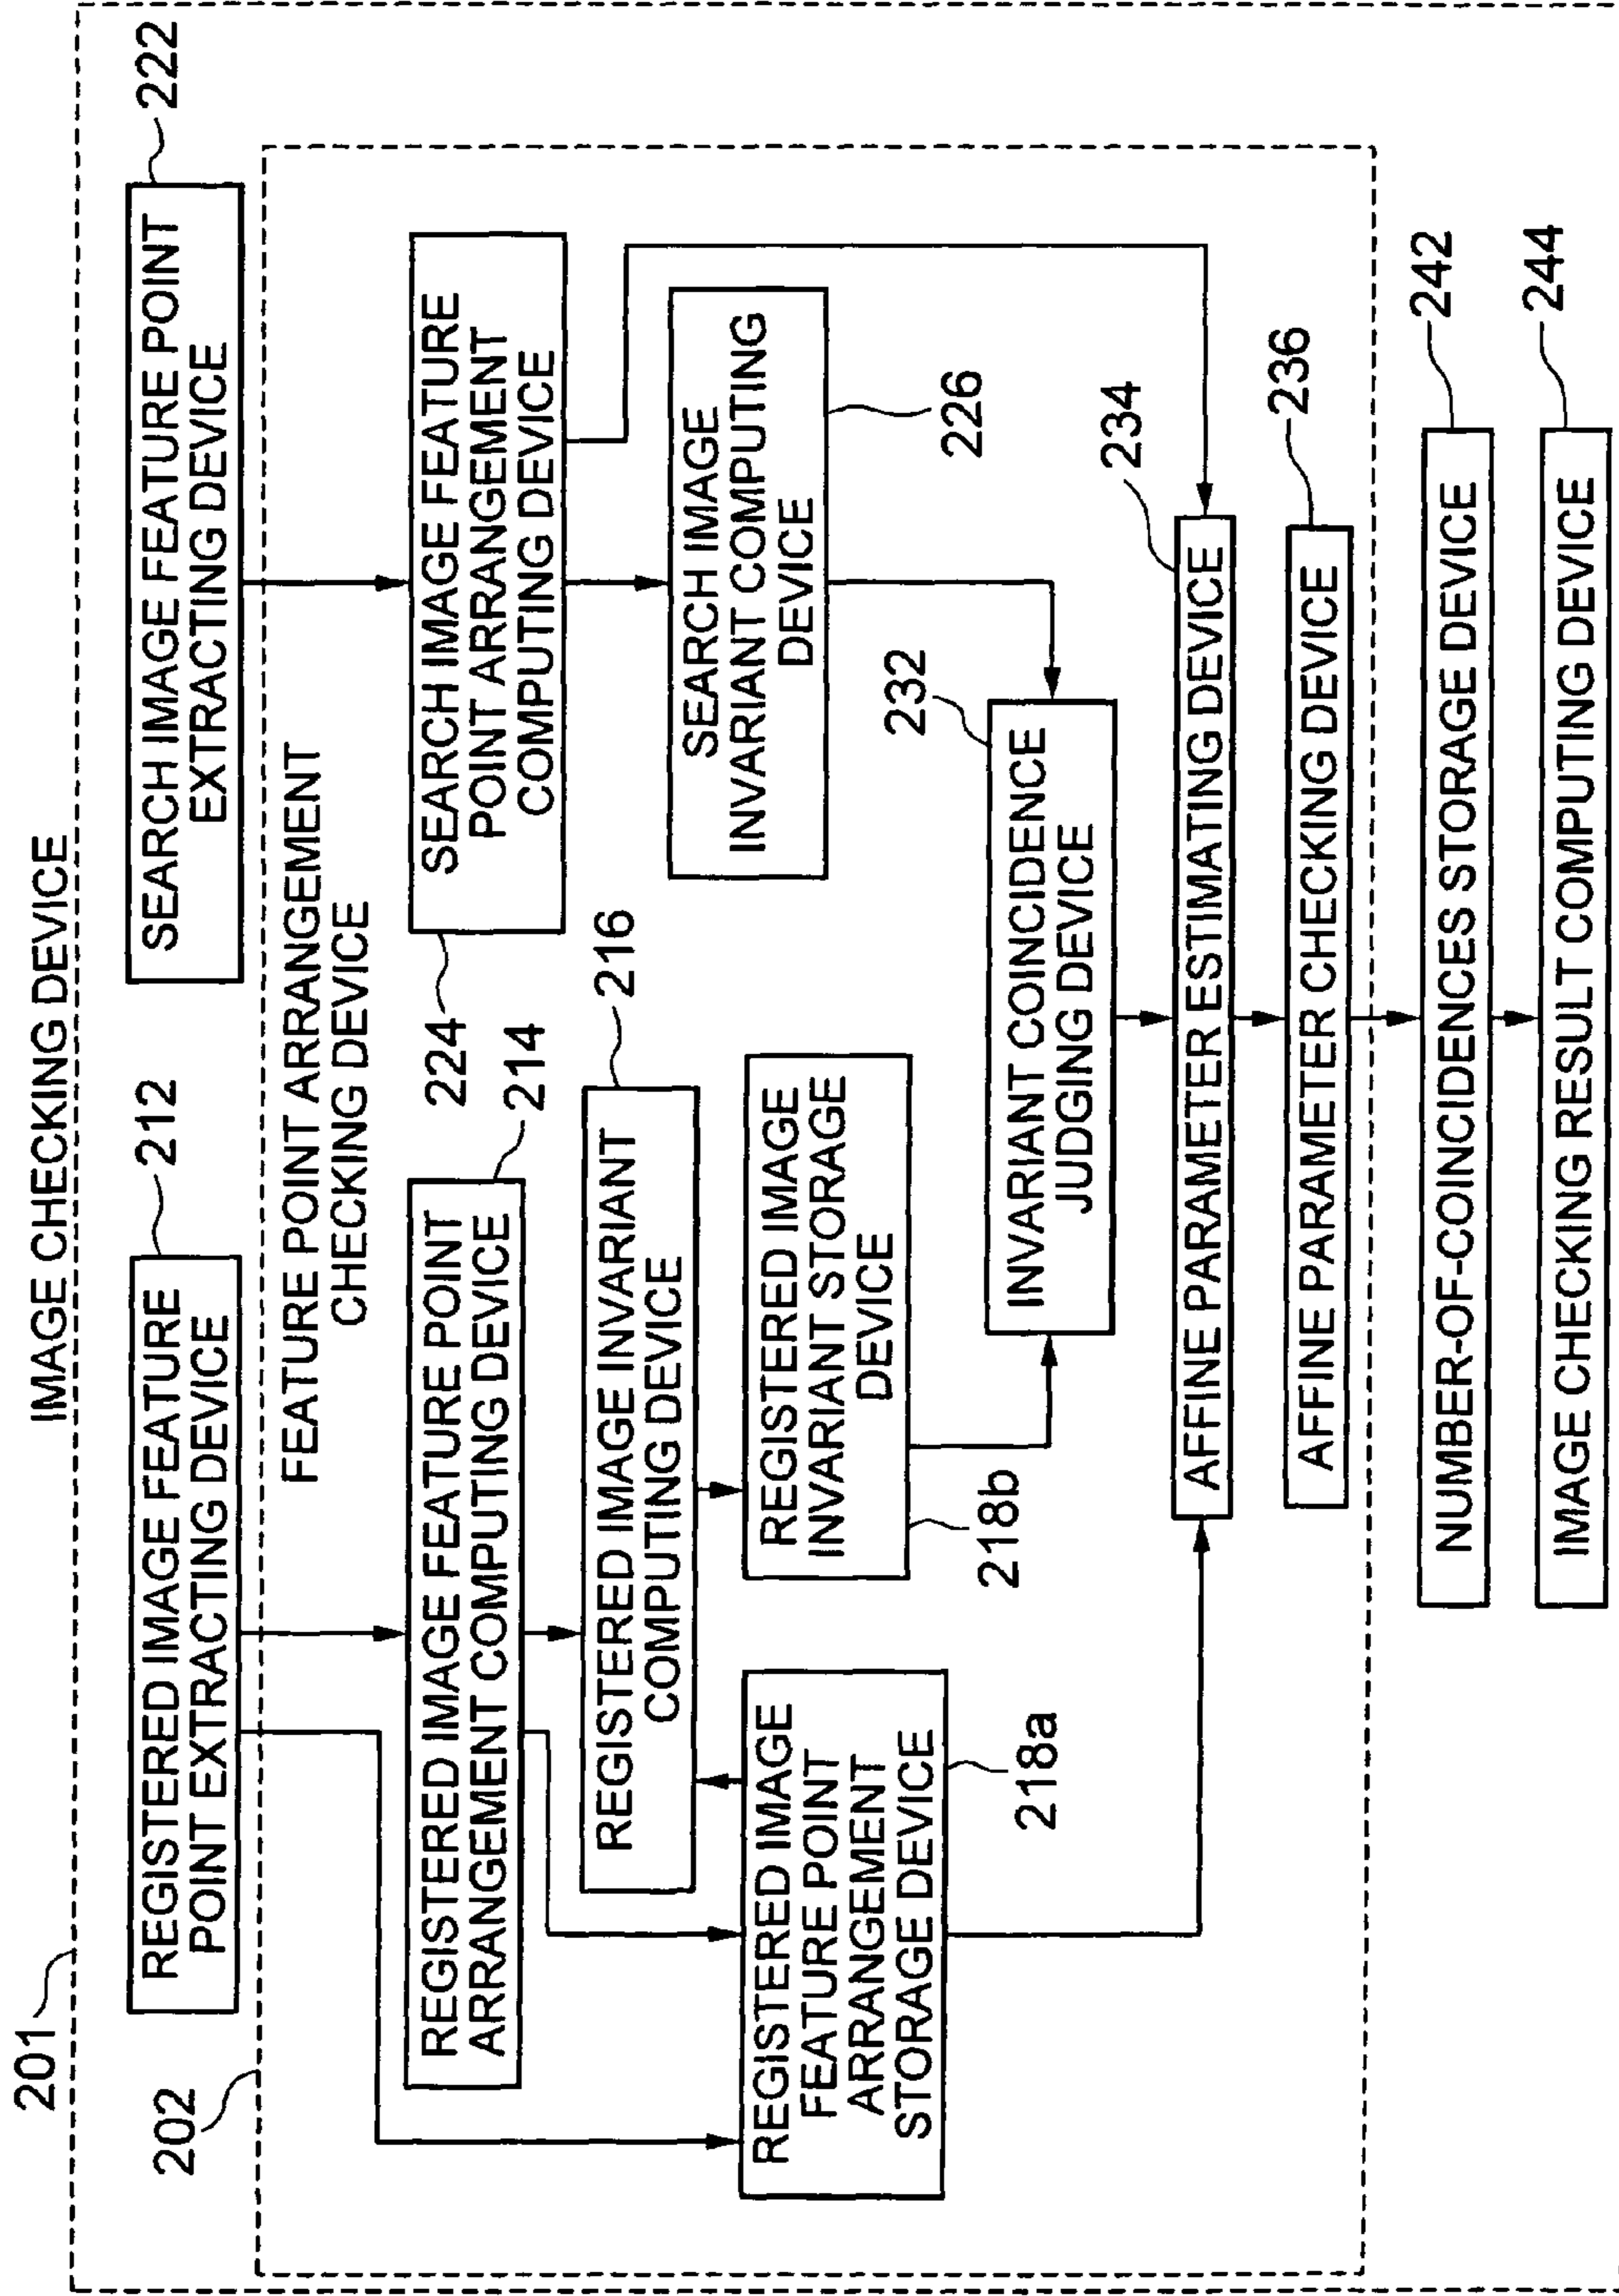 IMAGE CHECKING DEVICE
201
REGISTERED IMAGE FEATURE
POINT EXTRACTING DEVICE
212
SEARCH IMAGE FEATURE POINT
EXTRACTING DEVICE
222
202
FEATURE POINT ARRANGEMENT
CHECKING DEVICE
REGISTERED IMAGE FEATURE POINT
ARRANGEMENT COMPUTING DEVICE
214
224
SEARCH IMAGE FEATURE
POINT ARRANGEMENT
COMPUTING DEVICE
REGISTERED IMAGE INVARIANT
COMPUTING DEVICE
216
SEARCH IMAGE
INVARIANT COMPUTING
DEVICE
226
REGISTERED IMAGE
FEATURE POINT
ARRANGEMENT
STORAGE DEVICE
218a
REGISTERED IMAGE
INVARIANT STORAGE
DEVICE
218b
232
INVARIANT COINCIDENCE
JUDGING DEVICE
234
AFFINE PARAMETER ESTIMATING DEVICE
AFFINE PARAMETER CHECKING DEVICE
236
NUMBER-OF-COINCIDENCES STORAGE DEVICE
242
IMAGE CHECKING RESULT COMPUTING DEVICE
244